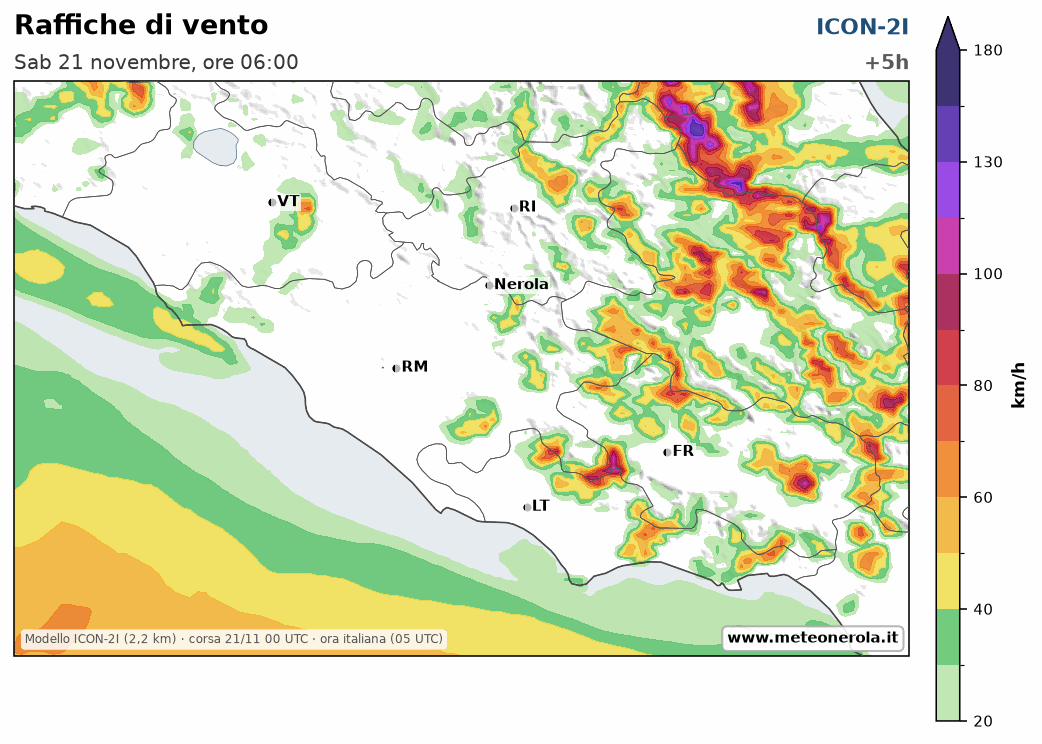 Raffiche di vento
ICON-2I
Sab 21 novembre, ore 06:00
+5h
180
130
100
80
60
40
20
km/h
VT
RI
Nerola
RM
FR
LT
Modello ICON-2I (2,2 km) · corsa 21/11 00 UTC · ora italiana (05 UTC)
www.meteonerola.it